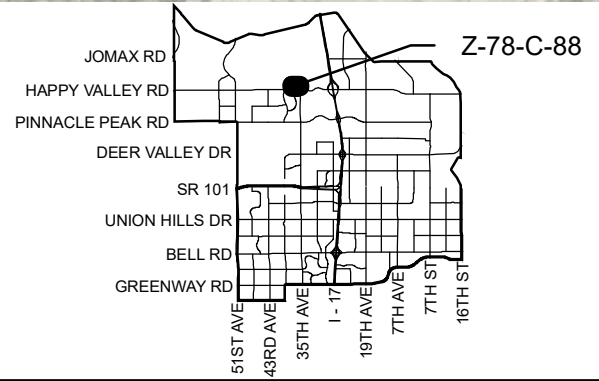 Z-78-C-88
JOMAX RD
HAPPY VALLEY RD
PINNACLE PEAK RD
DEER VALLEY DR
SR 101
UNION HILLS DR
BELL RD
GREENWAY RD
51ST AVE
43RD AVE
35TH AVE
I - 17
19TH AVE
7TH AVE
7TH ST
16TH ST